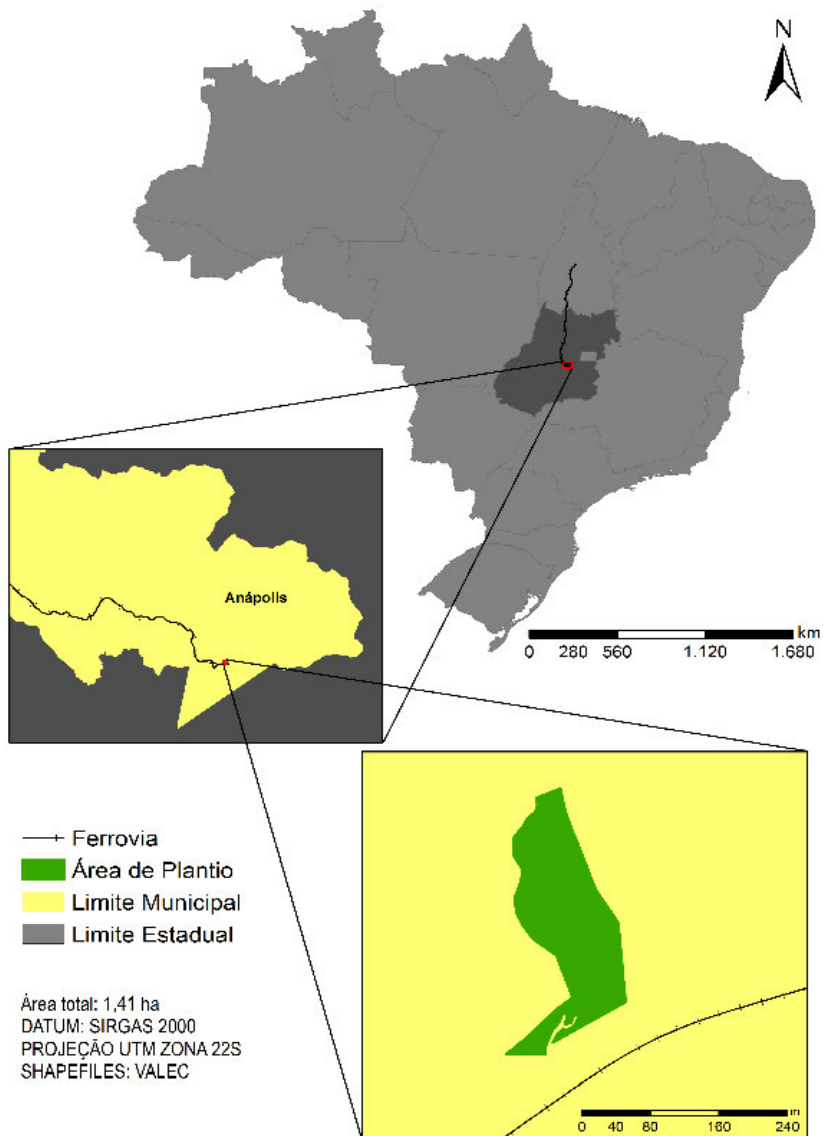 N
km
0 280 560 1.120 1.680
Anápolis
Ferrovia
Área de Plantio
Limite Municipal
Limite Estadual
Área total: 1,41 ha
DATUM: SIRGAS 2000
PROJEÇÃO UTM ZONA 22S
SHAPEFILES: VALEC
m
0 40 80 160 240